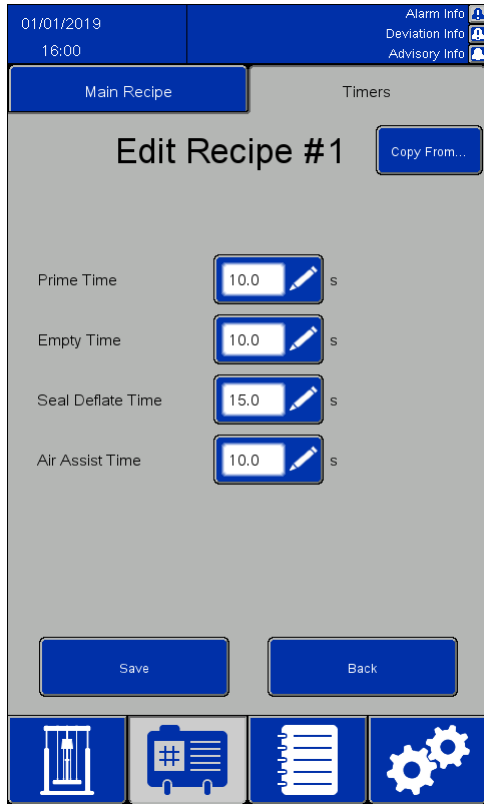 01/01/2019
16:00
Alarm Info
Deviation Info
Advisory Info
Main Recipe
Timers
Edit Recipe #1
Copy From...
Prime Time 10.0 s
Empty Time 10.0 s
Seal Deflate Time 15.0 s
Air Assist Time 10.0 s
Save
Back
#